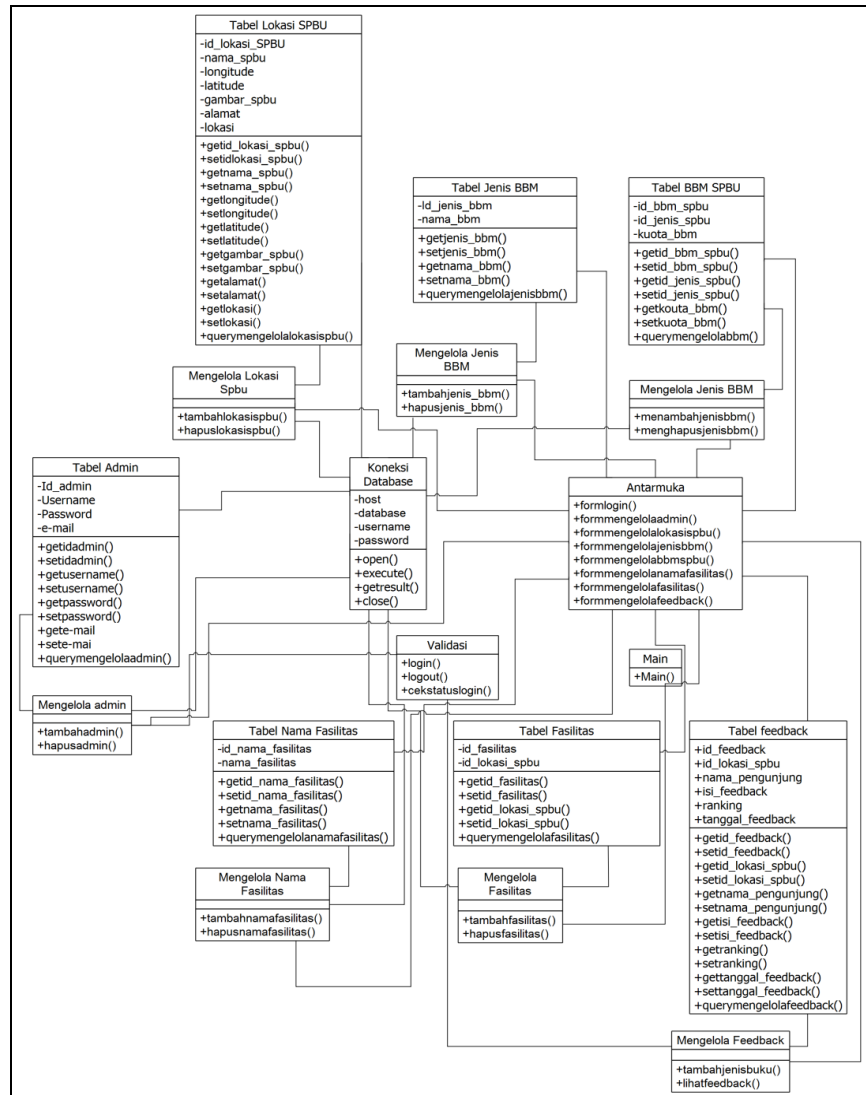 Tabel Lokasi SPBU
-id_lokasi_SPBU
-nama_spbu
-longitude
-latitude
-gambar_spbu
-alamat
-lokasi
+getid_lokasi_spbu()
+setidlokasi_spbu()
+getnama_spbu()
+setnama_spbu()
+getlongitude()
+setlongitude()
+getlatitude()
+setlatitude()
+getgambar_spbu()
+setgambar_spbu()
+getalamat()
+setalamat()
+getlokasi()
+setlokasi()
+querymengelolalokasispbu()
Tabel Jenis BBM
-Id_jenis_bbm
-nama_bbm
+getjenis_bbm()
+setjenis_bbm()
+getnama_bbm()
+setnama_bbm()
+querymengelolajenisbbm()
Tabel BBM SPBU
-id_bbm_spbu
-id_jenis_spbu
-kuota_bbm
+getid_bbm_spbu()
+setid_bbm_spbu()
+getid_jenis_spbu()
+setid_jenis_spbu()
+getkouta_bbm()
+setkuota_bbm()
+querymengelolabbm()
Mengelola Lokasi
Spbu
+tambahlokasispbu()
+hapuslokasispbu()
Mengelola Jenis
BBM
+tambahjenis_bbm()
+hapusjenis_bbm()
Mengelola Jenis BBM
+menambahjenisbbm()
+menghapusjenisbbm()
Tabel Admin
-Id_admin
-Username
-Password
-e-mail
+getidadmin()
+setidadmin()
+getusername()
+setusername()
+getpassword()
+setpassword()
+gete-mail
+sete-mai
+querymengelolaadmin()
Koneksi
Database
-host
-database
-username
-password
+open()
+execute()
+getresult()
+close()
Antarmuka
+formlogin()
+formmengelolaadmin()
+formmengelolalokasispbu()
+formmengelolajenisbbm()
+formmengelolabbmspbu()
+formmengelolanamafasilitas()
+formmengelolafasilitas()
+formmengelolafeedback()
Validasi
+login()
+logout()
+cekstatuslogin()
Main
+Main()
Mengelola admin
+tambahadmin()
+hapusadmin()
Tabel Nama Fasilitas
-id_nama_fasilitas
-nama_fasilitas
+getid_nama_fasilitas()
+setid_nama_fasilitas()
+getnama_fasilitas()
+setnama_fasilitas()
+querymengelolanamafasilitas()
Tabel Fasilitas
-id_fasilitas
-id_lokasi_spbu
+getid_fasilitas()
+setid_fasilitas()
+getid_lokasi_spbu()
+setid_lokasi_spbu()
+querymengelolafasilitas()
Tabel feedback
+id_feedback
+id_lokasi_spbu
+nama_pengunjung
+isi_feedback
+ranking
+tanggal_feedback
+getid_feedback()
+setid_feedback()
+getid_lokasi_spbu()
+setid_lokasi_spbu()
+getnama_pengunjung()
+setnama_pengunjung()
+getisi_feedback()
+setisi_feedback()
+getranking()
+setranking()
+gettanggal_feedback()
+settanggal_feedback()
+querymengelolafeedback()
Mengelola Nama
Fasilitas
+tambahnamafasilitas()
+hapusnamafasilitas()
Mengelola
Fasilitas
+tambahfasilitas()
+hapusfasilitas()
Mengelola Feedback
+tambahjenisbuku()
+lihatfeedback()